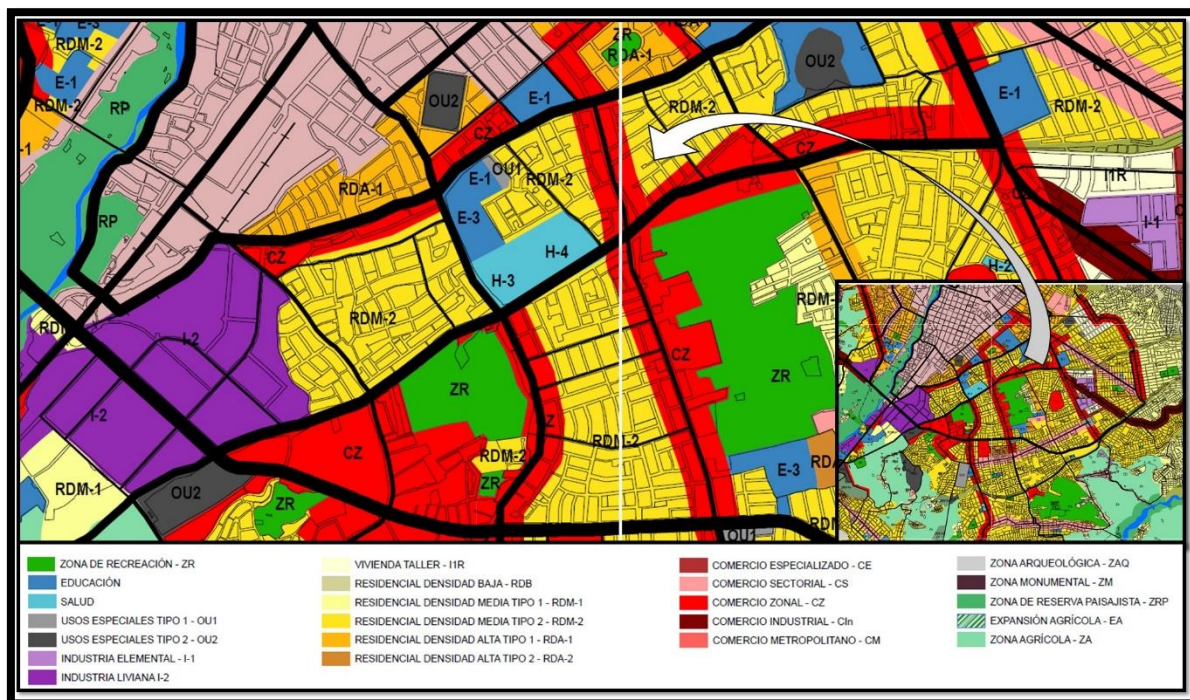 E-1
E-3
RDM-2
E-1
RDM-2
RP
RP
OU2
E-1
ZR
RDA-1
OU2
RDM-2
CS
E-1
RDM-2
CZ
CZ
OU1
E-1
RDM-2
RDA-1
E-3
I1R
I-1
H-4
H-3
H-2
CZ
RDM-2
I-2
I-2
CZ
ZR
ZR
CZ
RDM-2
RDM-2
E-3
RDM-1
OU2
ZR
ZR
OU1
ZONA DE RECREACIÓN - ZR
EDUCACIÓN
SALUD
USOS ESPECIALES TIPO 1 - OU1
USOS ESPECIALES TIPO 2 - OU2
INDUSTRIA ELEMENTAL - I-1
INDUSTRIA LIVIANA I-2
VIVIENDA TALLER - I1R
RESIDENCIAL DENSIDAD BAJA - RDB
RESIDENCIAL DENSIDAD MEDIA TIPO 1 - RDM-1
RESIDENCIAL DENSIDAD MEDIA TIPO 2 - RDM-2
RESIDENCIAL DENSIDAD ALTA TIPO 1 - RDA-1
RESIDENCIAL DENSIDAD ALTA TIPO 2 - RDA-2
COMERCIO ESPECIALIZADO - CE
COMERCIO SECTORIAL - CS
COMERCIO ZONAL - CZ
COMERCIO INDUSTRIAL - CIn
COMERCIO METROPOLITANO - CM
ZONA ARQUEOLÓGICA - ZAQ
ZONA MONUMENTAL - ZM
ZONA DE RESERVA PAISAJISTA - ZRP
EXPANSIÓN AGRÍCOLA - EA
ZONA AGRÍCOLA - ZA